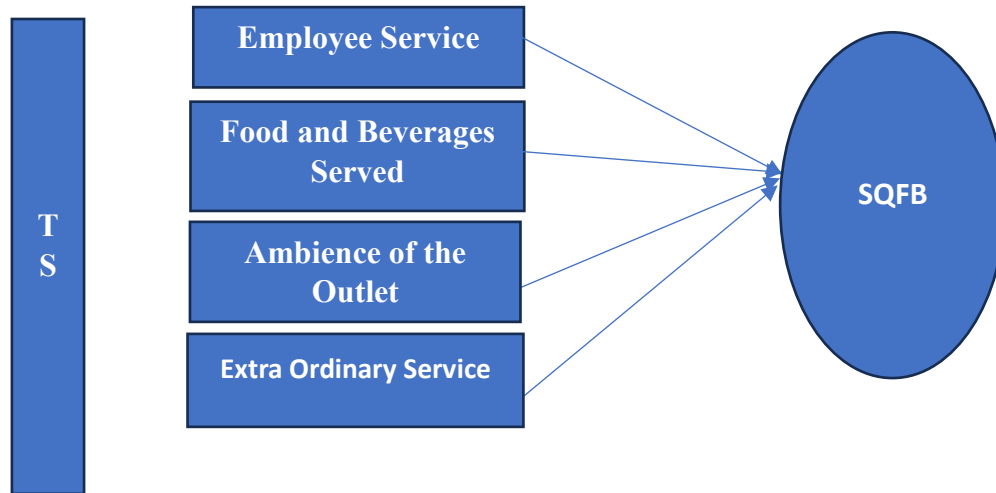 T
S
Employee Service
Food and Beverages
Served
Ambience of the
Outlet
Extra Ordinary Service
SQFB